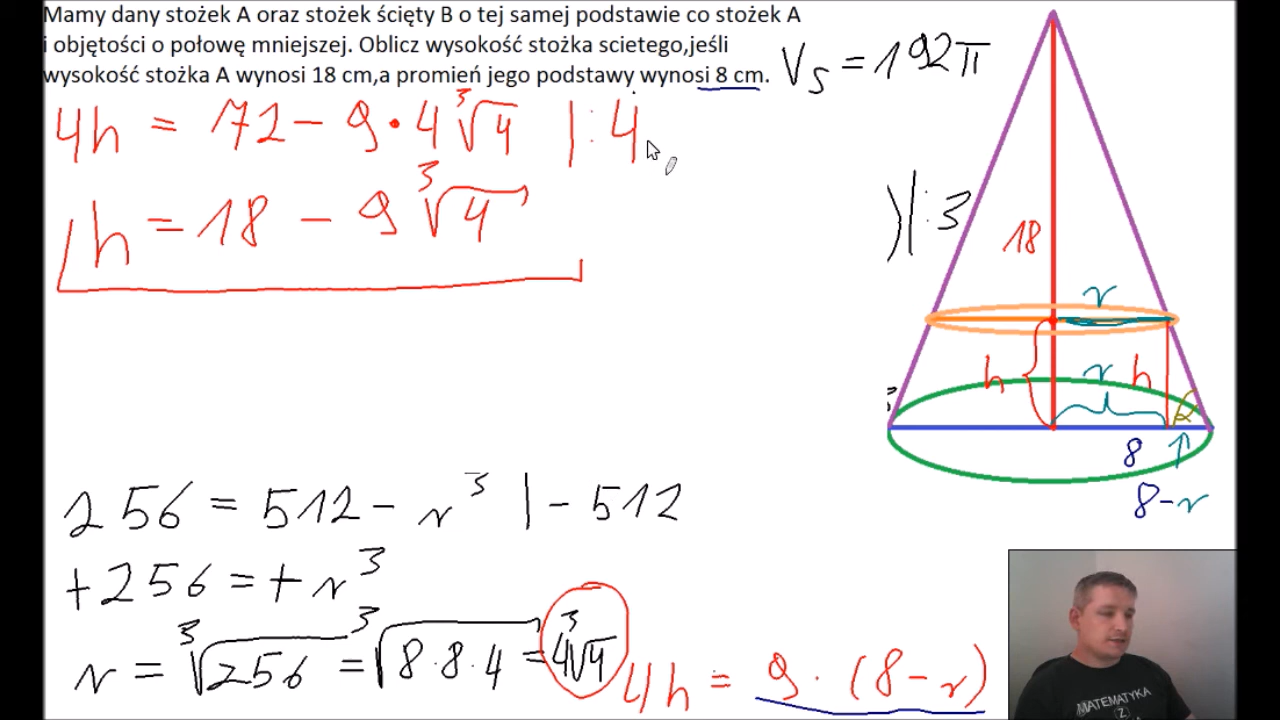 Mamy dany stożek A oraz stożek ścięty B o tej samej podstawie co stożek A
i objętości o połowę mniejszej. Oblicz wysokość stożka scietego,jeśli
wysokość stożka A wynosi 18 cm,a promień jego podstawy wynosi 8 cm.
V_S = 192π
4h = 72 - 9 • 4∛4 |:4
h = 18 - 9∛4
)|:3
18
r
h
r
h
α
8
8-r
256 = 512 - r³ |-512
+256 = +r³
r = ∛256 = ∛8·8·4 = 4∛4
4h = 9·(8-r)
MATEMATYKA
Z